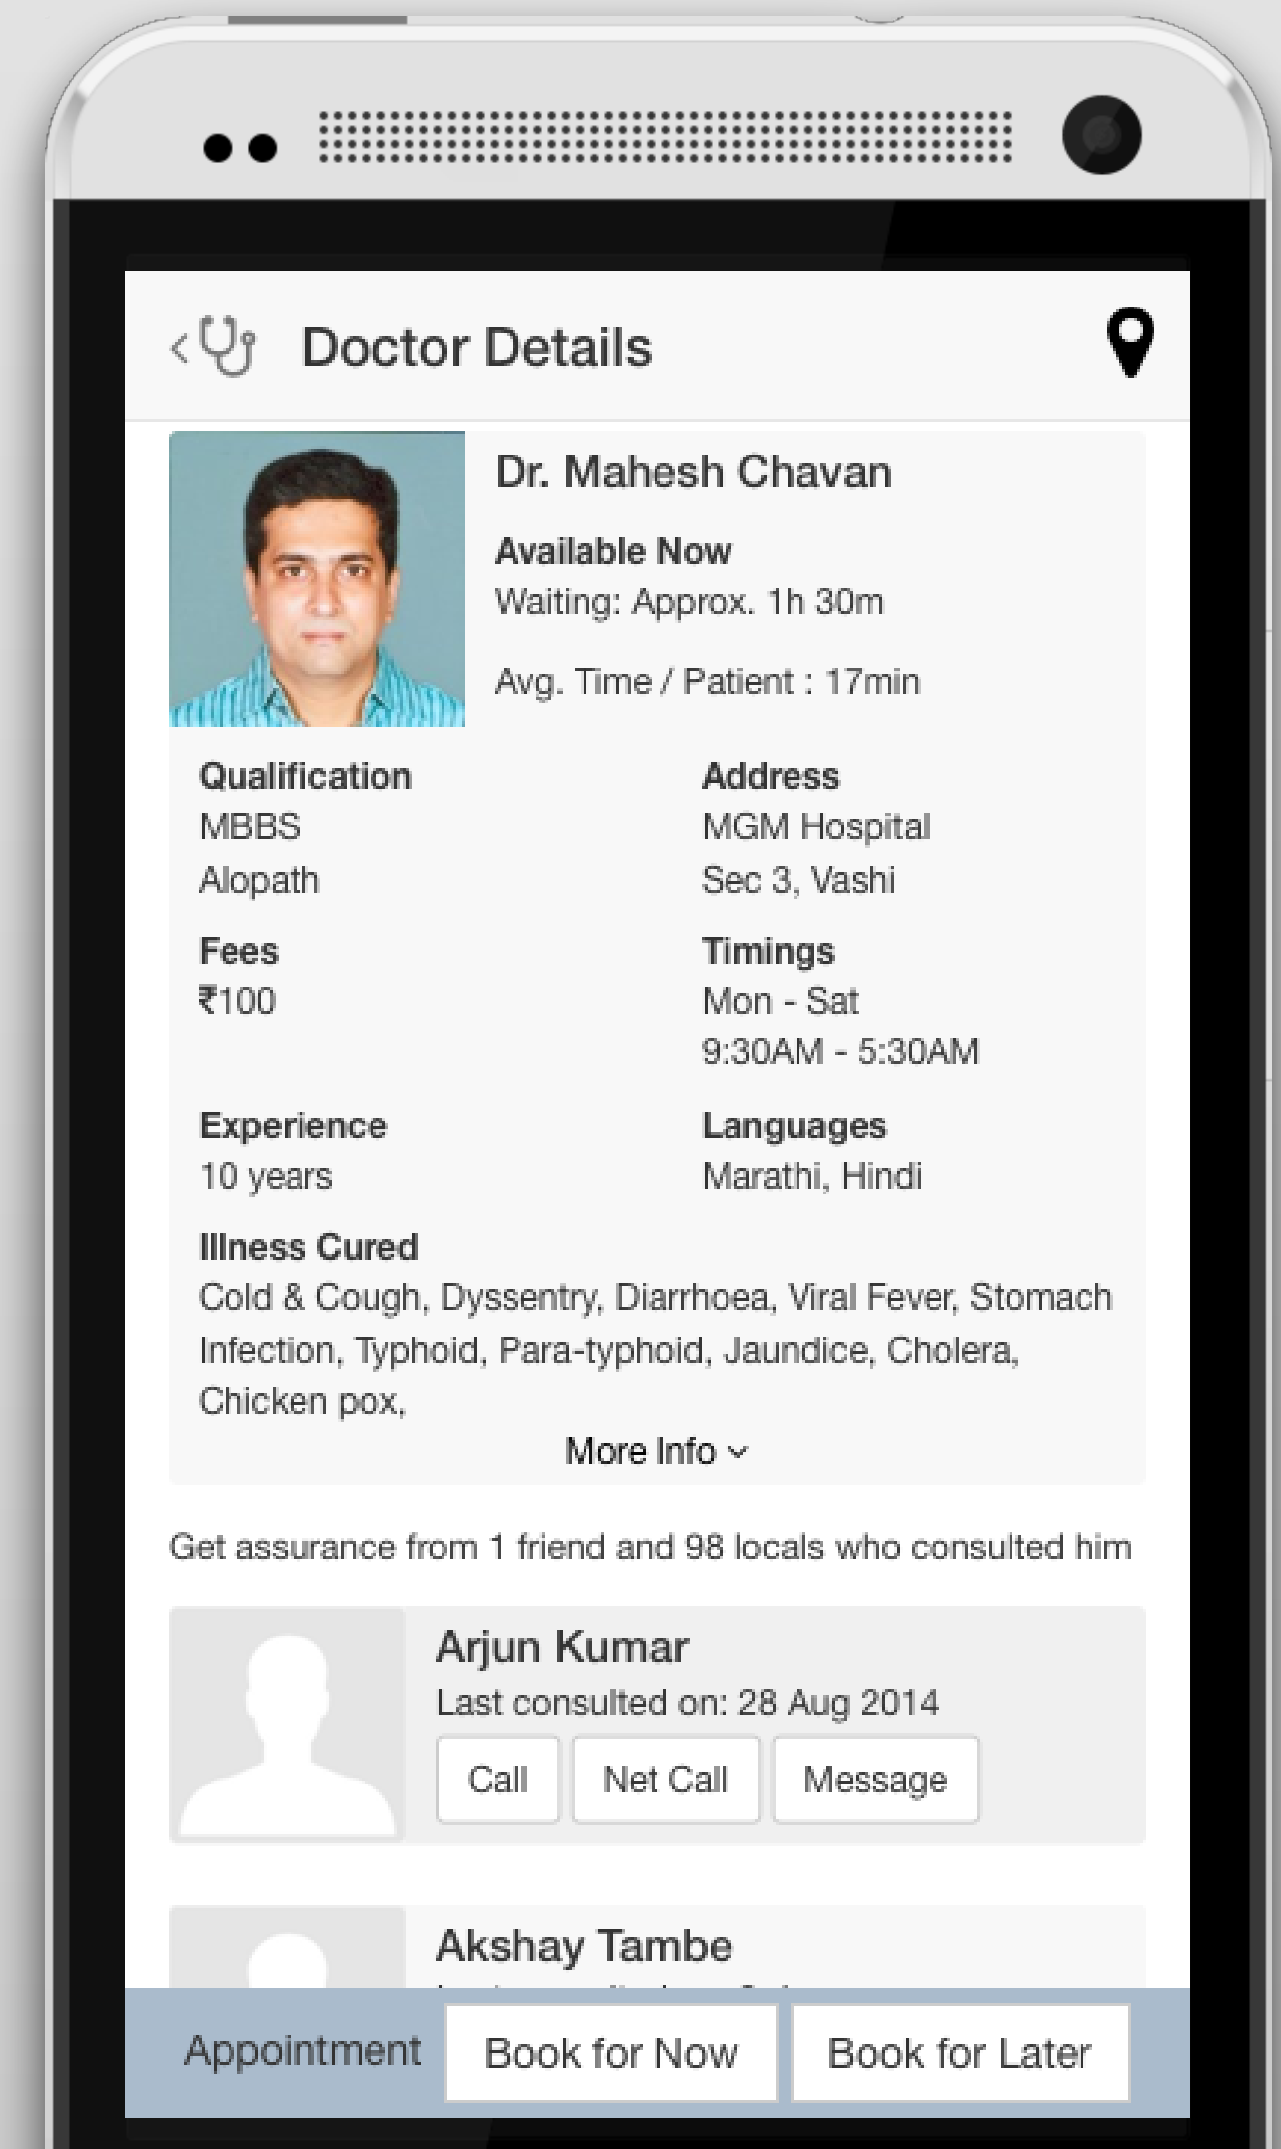 Doctor Details
Dr. Mahesh Chavan
Available Now
Waiting: Approx. 1h 30m
Avg. Time / Patient : 17min
Qualification
MBBS
Alopath
Address
MGM Hospital
Sec 3, Vashi
Fees
₹100
Timings
Mon - Sat
9:30AM - 5:30AM
Experience
10 years
Languages
Marathi, Hindi
Illness Cured
Cold & Cough, Dyssentry, Diarrhoea, Viral Fever, Stomach
Infection, Typhoid, Para-typhoid, Jaundice, Cholera,
Chicken pox,
More Info
Get assurance from 1 friend and 98 locals who consulted him
Arjun Kumar
Last consulted on: 28 Aug 2014
Call Net Call Message
Akshay Tambe
Appointment Book for Now Book for Later